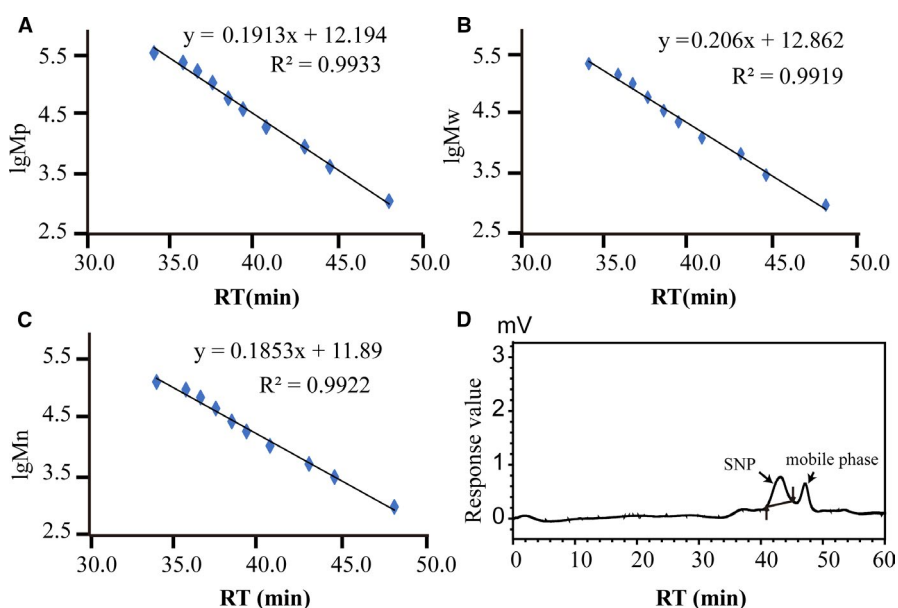 A
y = 0.1913x + 12.194
R² = 0.9933
5.5
4.5
3.5
2.5
lgMp
30.0 35.0 40.0 45.0 50.0
RT(min)
B
y =0.206x + 12.862
R² = 0.9919
5.5
4.5
3.5
2.5
lgMw
30.0 35.0 40.0 45.0 50.0
RT(min)
C
y = 0.1853x + 11.89
R² = 0.9922
5.5
4.5
3.5
2.5
lgMn
30.0 35.0 40.0 45.0 50.0
RT (min)
D
mV
3
2
1
0
Response value
SNP
mobile phase
0 10 20 30 40 50 60
RT (min)